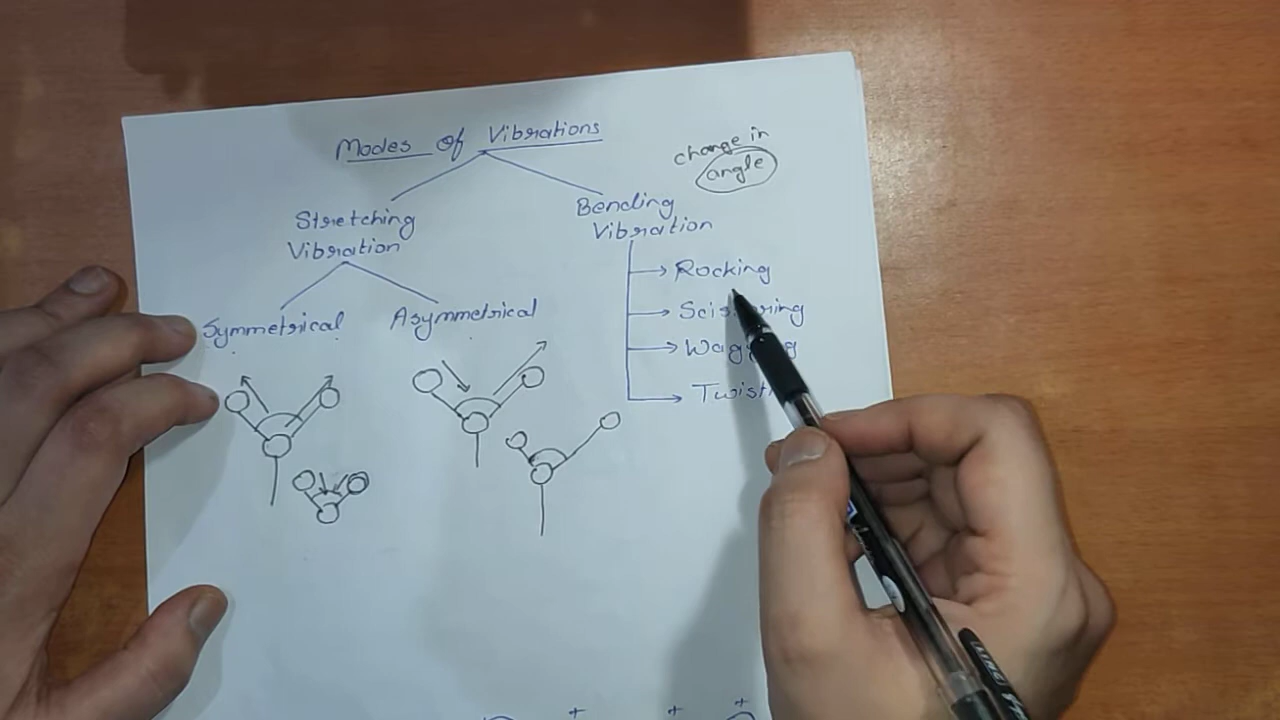 Modes of Vibrations
change in
angle
Stretching
Vibration
Bending
Vibration
Symmetrical
Asymmetrical
Rocking
+
+
+